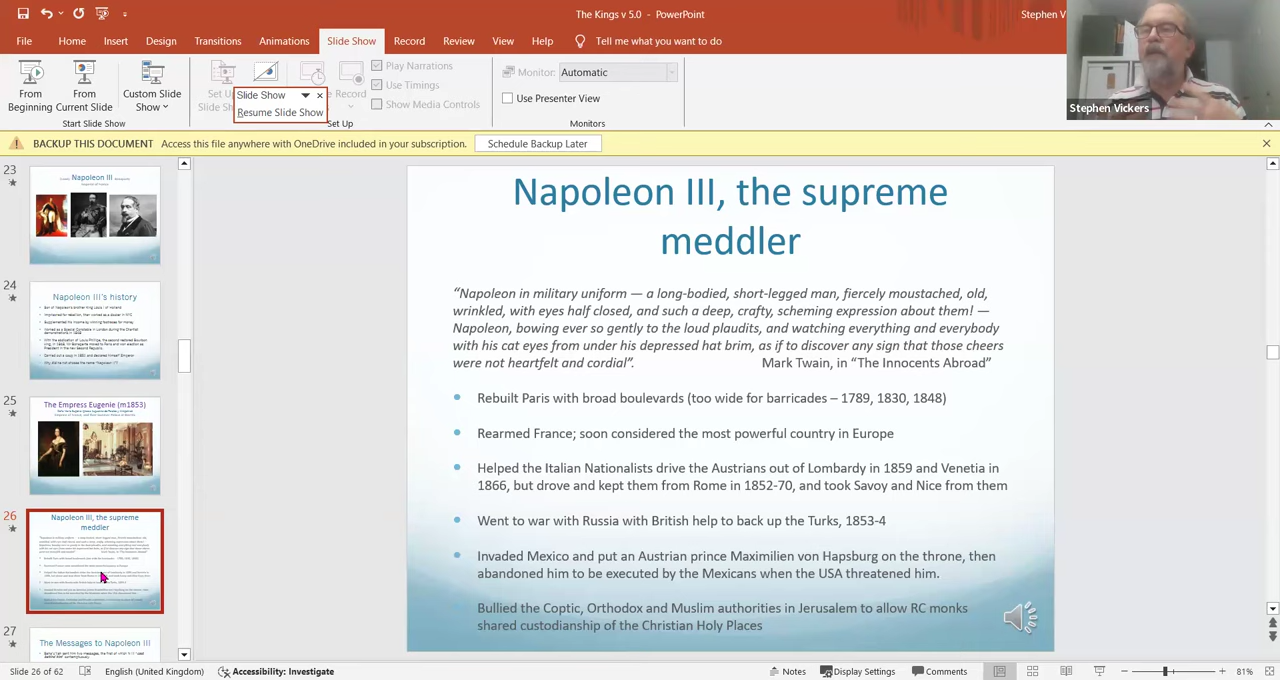 The Kings v 5.0 - PowerPoint
Stephen V
File Home Insert Design Transitions Animations Slide Show Record Review View Help Tell me what you want to do
From Beginning
From Current Slide
Custom Slide Show
Start Slide Show
Set Up
Slide Show
Resume Slide Show
Record
Play Narrations
Use Timings
Show Media Controls
Set Up
Monitor: Automatic
Use Presenter View
Monitors
Stephen Vickers
BACKUP THIS DOCUMENT Access this file anywhere with OneDrive included in your subscription. Schedule Backup Later
23
Napoleon III
24
Napoleon III's history
25
The Empress Eugenie (m1853)
26
Napoleon III, the supreme
meddler
27
The Messages to Napoleon III
Napoleon III, the supreme
meddler
“Napoleon in military uniform — a long-bodied, short-legged man, fiercely moustached, old,
wrinkled, with eyes half closed, and such a deep, crafty, scheming expression about them! —
Napoleon, bowing ever so gently to the loud plaudits, and watching everything and everybody
with his cat eyes from under his depressed hat brim, as if to discover any sign that those cheers
were not heartfelt and cordial”. Mark Twain, in “The Innocents Abroad”
• Rebuilt Paris with broad boulevards (too wide for barricades – 1789, 1830, 1848)
• Rearmed France; soon considered the most powerful country in Europe
• Helped the Italian Nationalists drive the Austrians out of Lombardy in 1859 and Venetia in
1866, but drove and kept them from Rome in 1852-70, and took Savoy and Nice from them
• Went to war with Russia with British help to back up the Turks, 1853-4
• Invaded Mexico and put an Austrian prince Maximilien von Hapsburg on the throne, then
abandoned him to be executed by the Mexicans when the USA threatened him.
Bullied the Coptic, Orthodox and Muslim authorities in Jerusalem to allow RC monks
shared custodianship of the Christian Holy Places
Slide 26 of 62 English (United Kingdom) Accessibility: Investigate Notes Display Settings Comments 81%